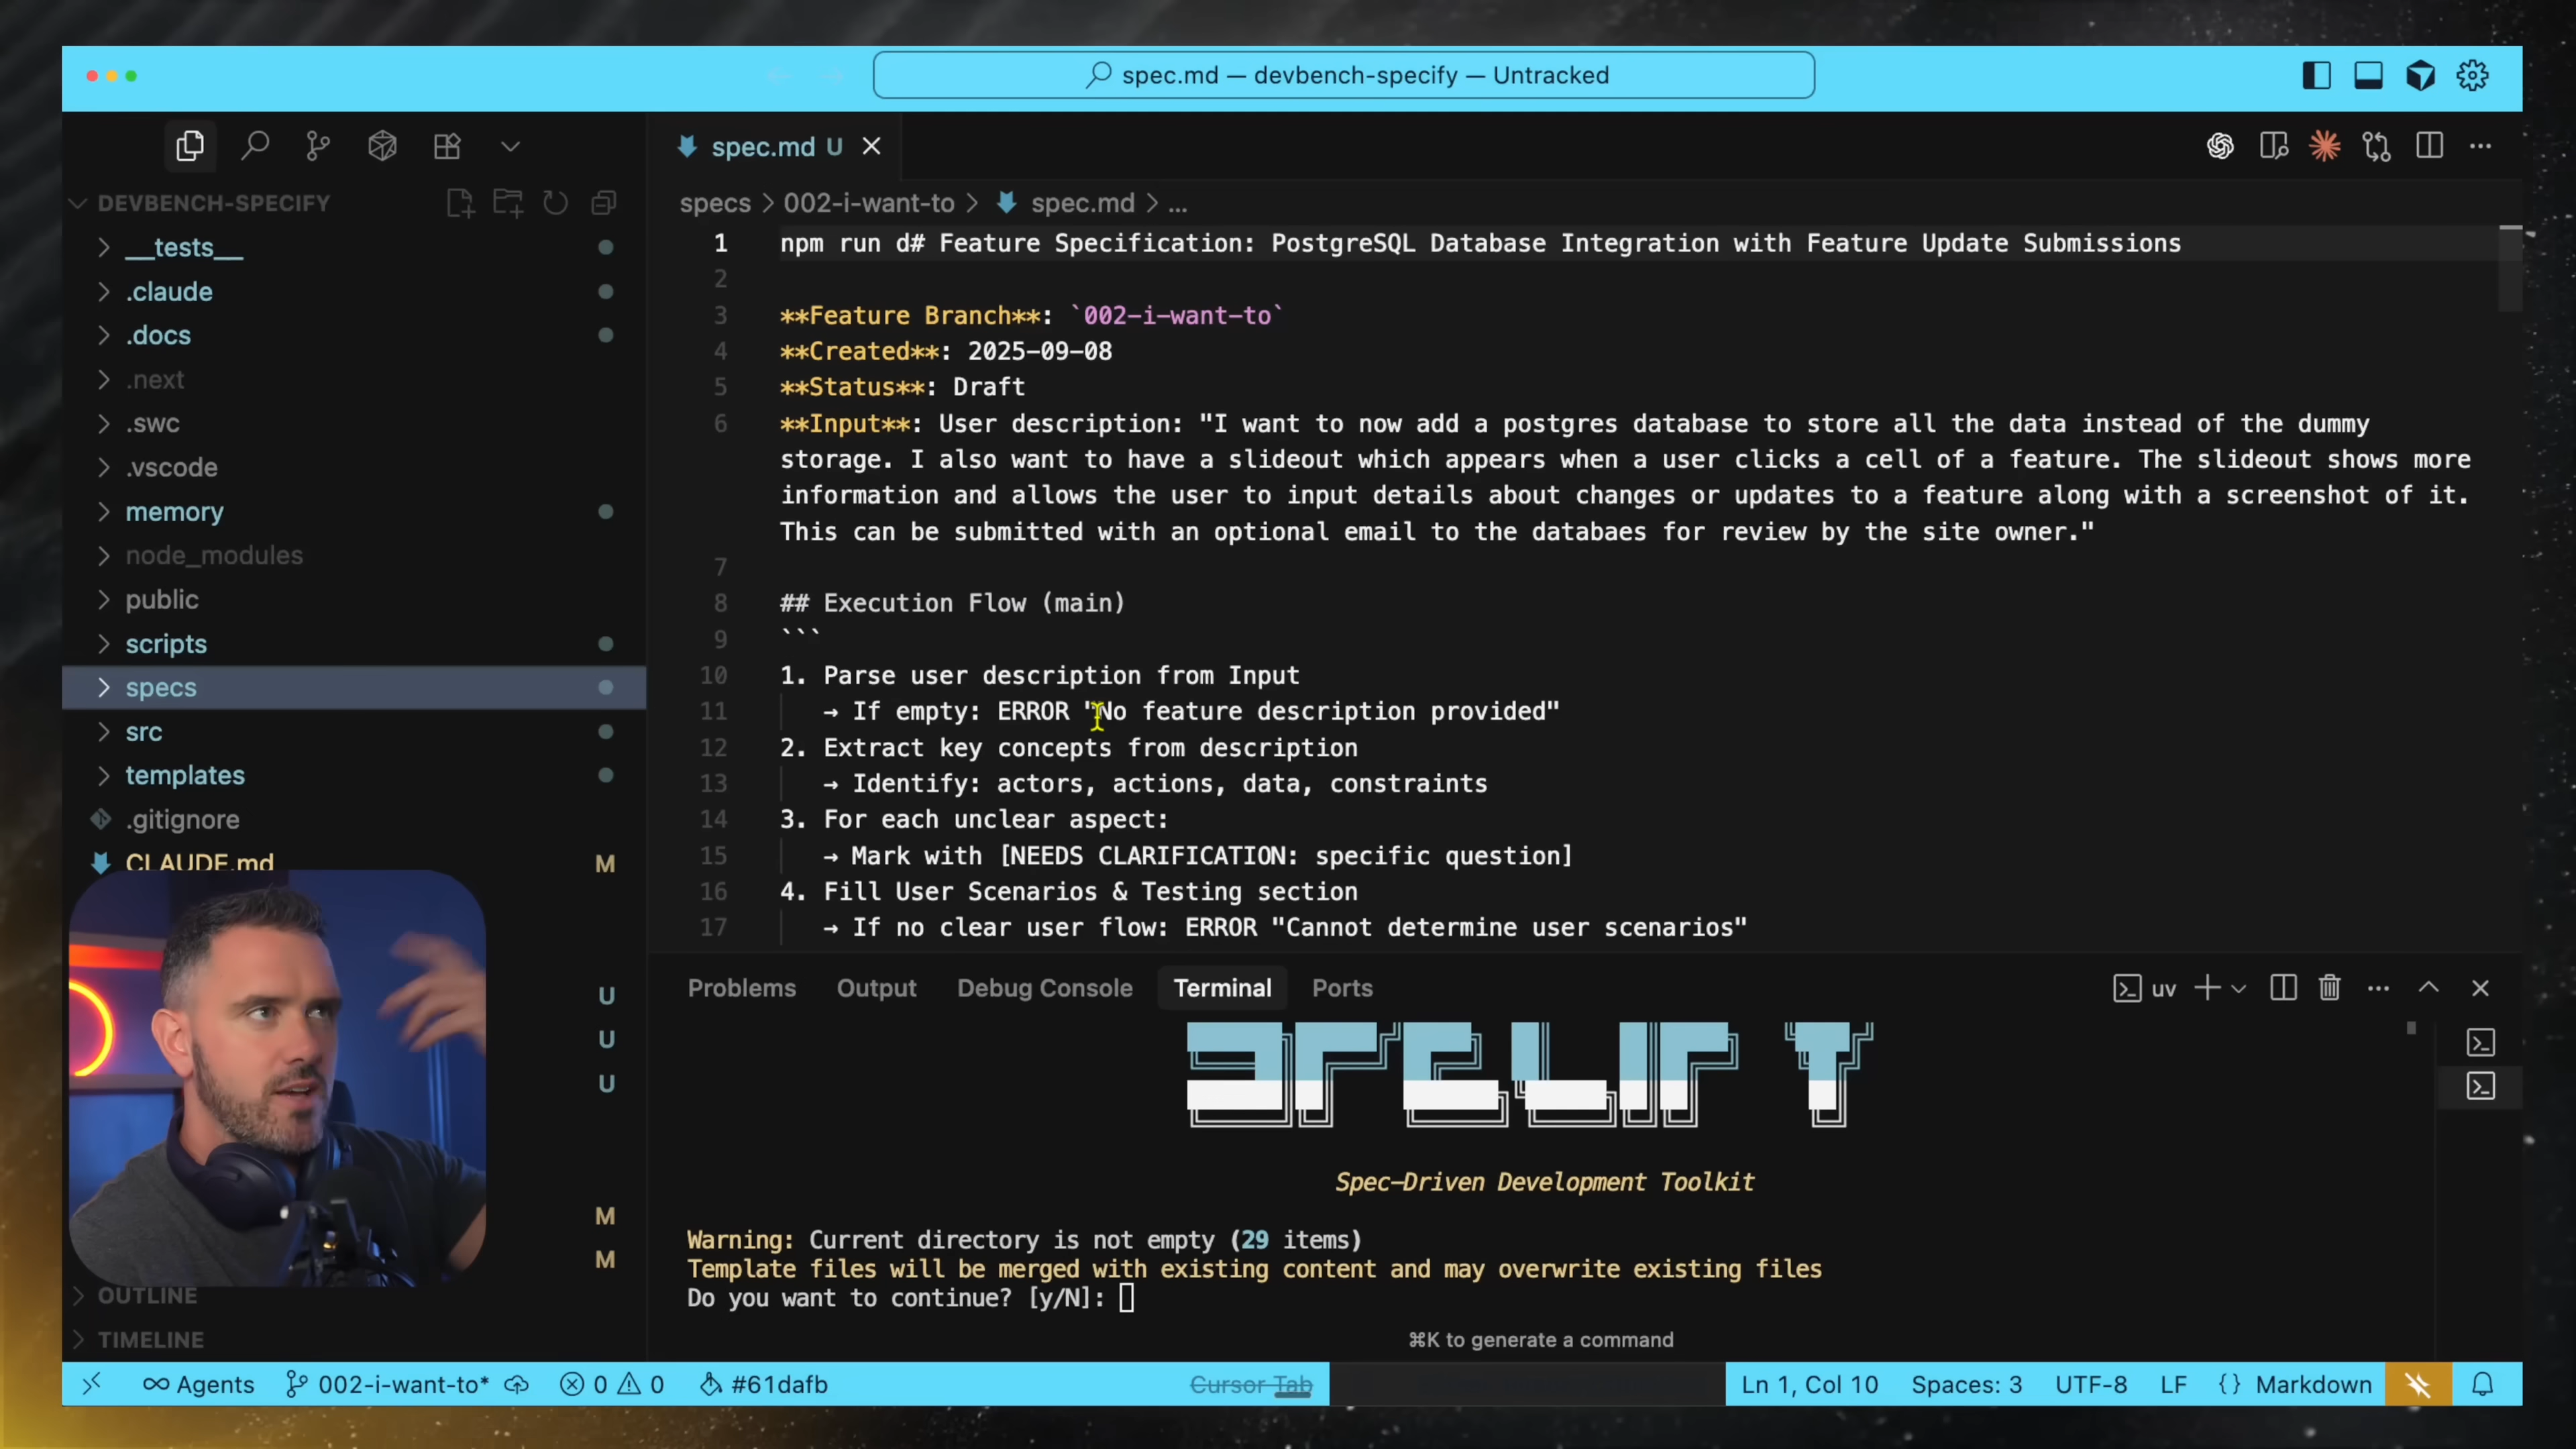 spec.md — devbench-specify — Untracked
spec.md U
DEVBENCH-SPECIFY
specs > 002-i-want-to > spec.md > ...
__tests__
.claude
.docs
.next
.swc
.vscode
memory
node_modules
public
scripts
specs
src
templates
.gitignore
CLAUDE.md M
U
U
U
M
M
OUTLINE
TIMELINE
1 npm run d# Feature Specification: PostgreSQL Database Integration with Feature Update Submissions
2
3 **Feature Branch**: `002-i-want-to`
4 **Created**: 2025-09-08
5 **Status**: Draft
6 **Input**: User description: "I want to now add a postgres database to store all the data instead of the dummy
storage. I also want to have a slideout which appears when a user clicks a cell of a feature. The slideout shows more
information and allows the user to input details about changes or updates to a feature along with a screenshot of it.
This can be submitted with an optional email to the databaes for review by the site owner."
7
8 ## Execution Flow (main)
9 ```
10 1. Parse user description from Input
11 → If empty: ERROR "No feature description provided"
12 2. Extract key concepts from description
13 → Identify: actors, actions, data, constraints
14 3. For each unclear aspect:
15 → Mark with [NEEDS CLARIFICATION: specific question]
16 4. Fill User Scenarios & Testing section
17 → If no clear user flow: ERROR "Cannot determine user scenarios"
Problems Output Debug Console Terminal Ports
uv
SPECIFY
Spec-Driven Development Toolkit
Warning: Current directory is not empty (29 items)
Template files will be merged with existing content and may overwrite existing files
Do you want to continue? [y/N]:
⌘K to generate a command
Agents 002-i-want-to* 0 0 #61dafb Cursor Tab Ln 1, Col 10 Spaces: 3 UTF-8 LF {} Markdown